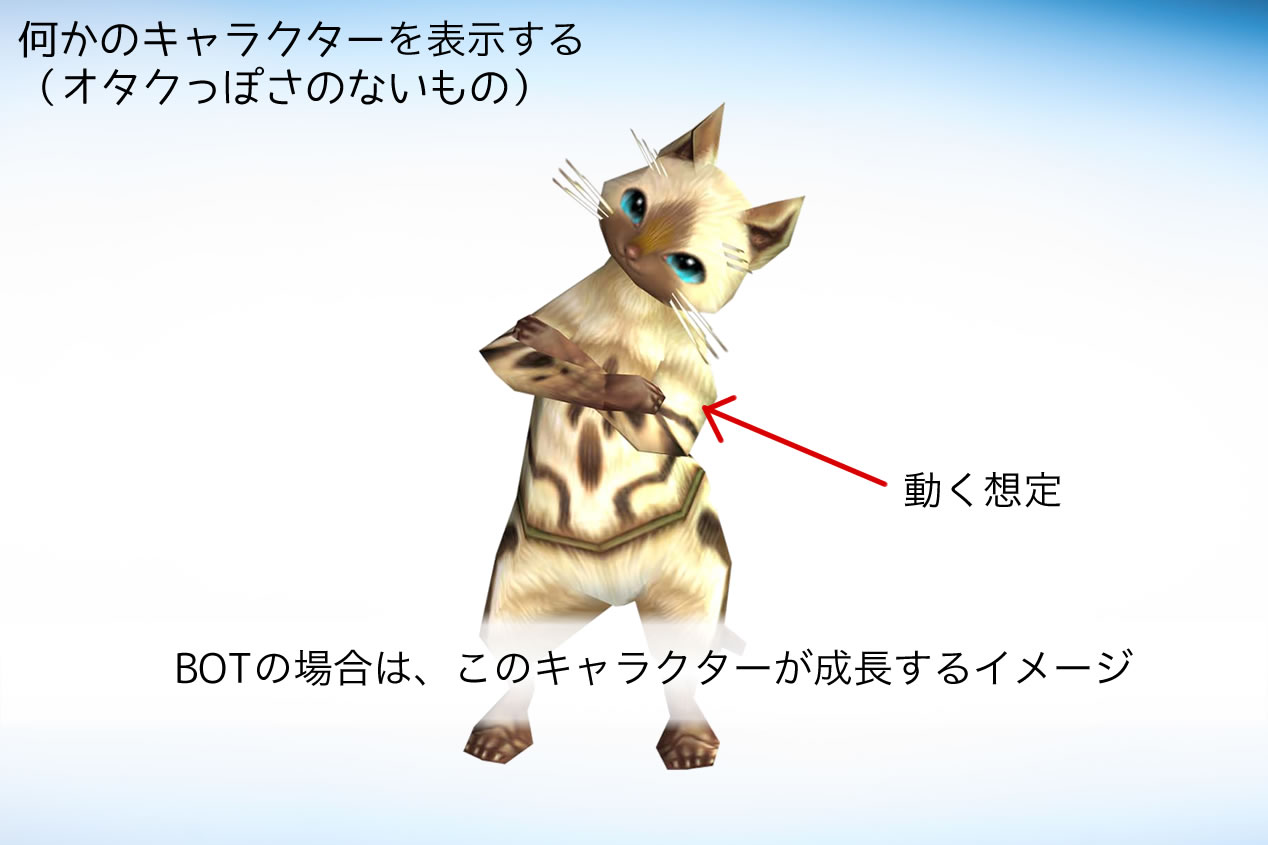 何かのキャラクターを表示する
（オタクっぽさのないもの）
動く想定
BOTの場合は、このキャラクターが成長するイメージ